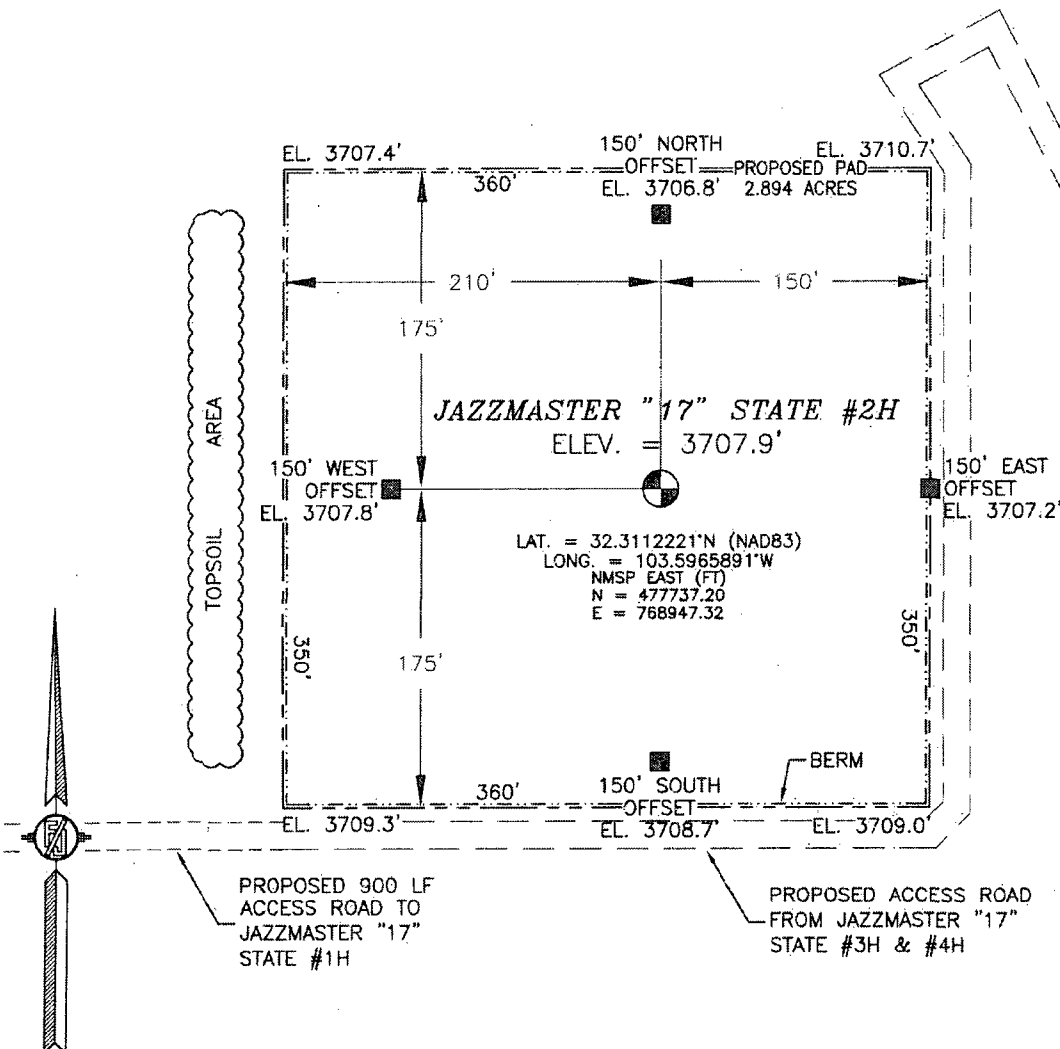 EL. 3707.4'
150' NORTH
OFFSET
EL. 3706.8'
EL. 3710.7'
PROPOSED PAD
2.894 ACRES
360'
210'
150'
175'
TOPSOIL AREA
JAZZMASTER "17" STATE #2H
ELEV. = 3707.9'
150' WEST
OFFSET
EL. 3707.8'
150' EAST
OFFSET
EL. 3707.2'
LAT. = 32.3112221°N (NAD83)
LONG. = 103.5965891°W
NMSP EAST (FT)
N = 477737.20
E = 768947.32
350'
350'
175'
BERM
360'
150' SOUTH
OFFSET
EL. 3708.7'
EL. 3709.3'
EL. 3709.0'
PROPOSED 900 LF
ACCESS ROAD TO
JAZZMASTER "17"
STATE #1H
PROPOSED ACCESS ROAD
FROM JAZZMASTER "17"
STATE #3H & #4H